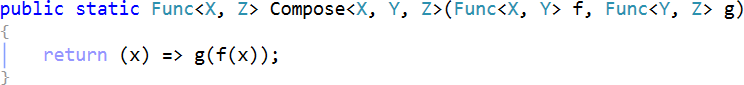 public static Func<X, Z> Compose<X, Y, Z>(Func<X, Y> f, Func<Y, Z> g)
{
    return (x) => g(f(x));
}